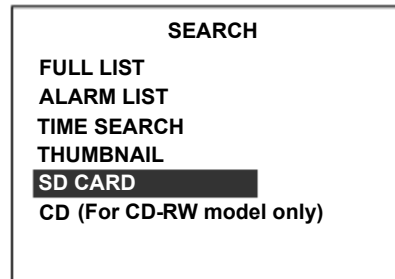 SEARCH
FULL LIST
ALARM LIST
TIME SEARCH
THUMBNAIL
SD CARD
CD (For CD-RW model only)